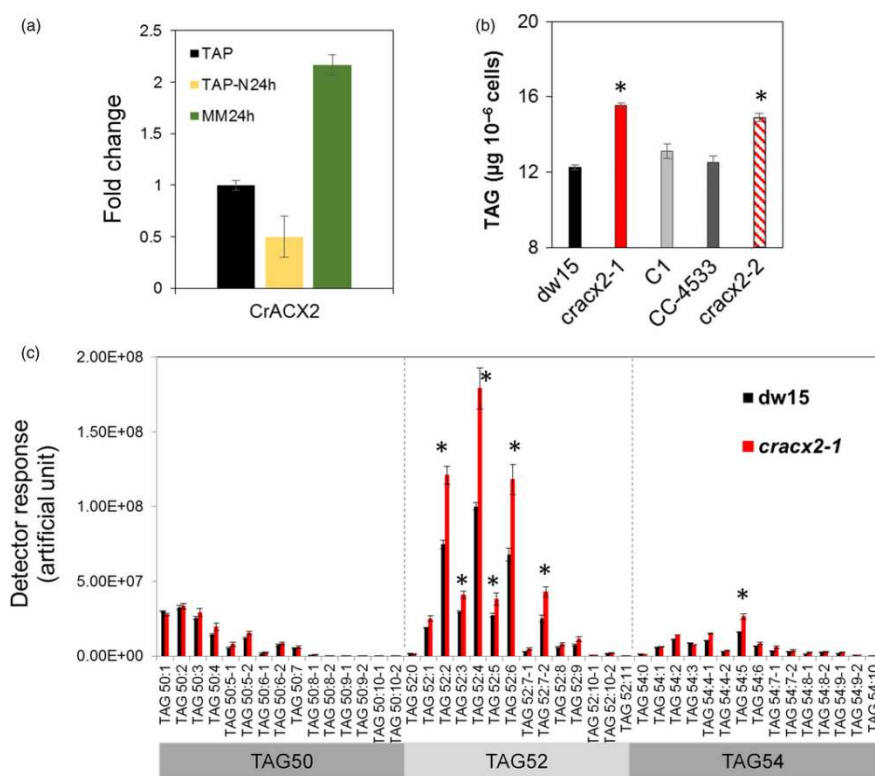 (a)
Fold change
2.5
2
1.5
1
0.5
0
TAP
TAP-N24h
MM24h
CrACX2
(b)
TAG (µg 10⁻⁶ cells)
20
16
12
8
*
*
dw15
cracx2-1
C1
CC-4533
cracx2-2
(c)
Detector response
(artificial unit)
2.00E+08
1.50E+08
1.00E+08
5.00E+07
0.00E+00
*
*
*
*
*
*
*
dw15
cracx2-1
TAG 50:1
TAG 50:2
TAG 50:3
TAG 50:4
TAG 50:5-1
TAG 50:5-2
TAG 50:6-1
TAG 50:6-2
TAG 507
TAG 50:8-1
TAG 50:8-2
TAG 50:9-1
TAG 50:9-2
TAG 50:10-1
TAG 50:10-2
TAG 52:0
TAG 52:1
TAG 52:2
TAG 52:3
TAG 52:4
TAG 52:5
TAG 52:6
TAG 52:7-1
TAG 52:7-2
TAG 52:8
TAG 52:9
TAG 52:10-1
TAG 52:10-2
TAG 52:11
TAG 54:0
TAG 54:1
TAG 54:2
TAG 54:3
TAG 54:4-1
TAG 54:4-2
TAG 54:5
TAG 54:6
TAG 54:7-1
TAG 54:7-2
TAG 54:8-1
TAG 54:8-2
TAG 54:9-1
TAG 54:9-2
TAG 54:10
TAG50
TAG52
TAG54